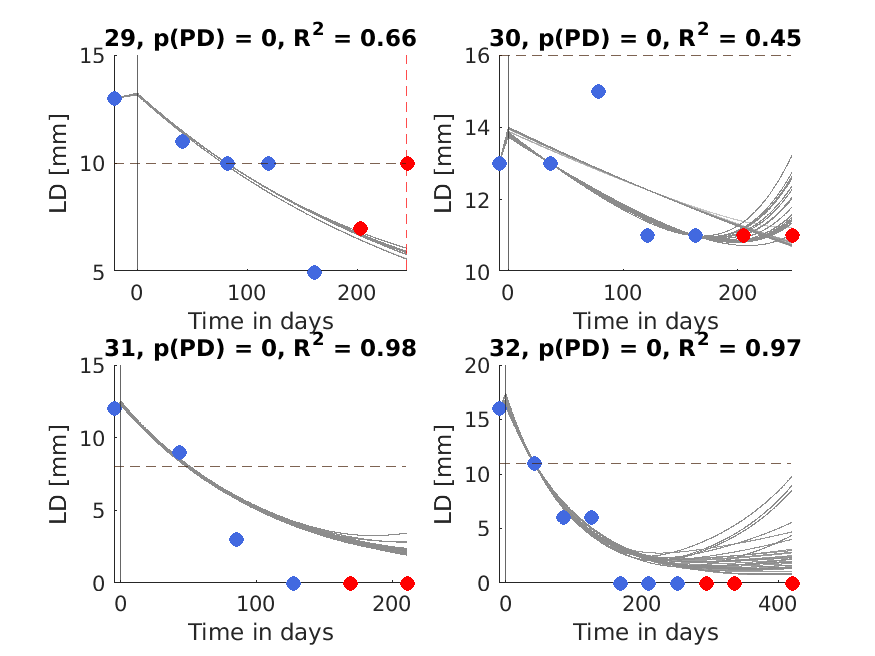 29, p(PD) = 0, R² = 0.66
15
10
5
LD [mm]
0
100
200
Time in days
30, p(PD) = 0, R² = 0.45
16
14
12
10
LD [mm]
0
100
200
Time in days
31, p(PD) = 0, R² = 0.98
15
10
5
0
LD [mm]
0
100
200
Time in days
32, p(PD) = 0, R² = 0.97
20
15
10
5
0
LD [mm]
0
200
400
Time in days